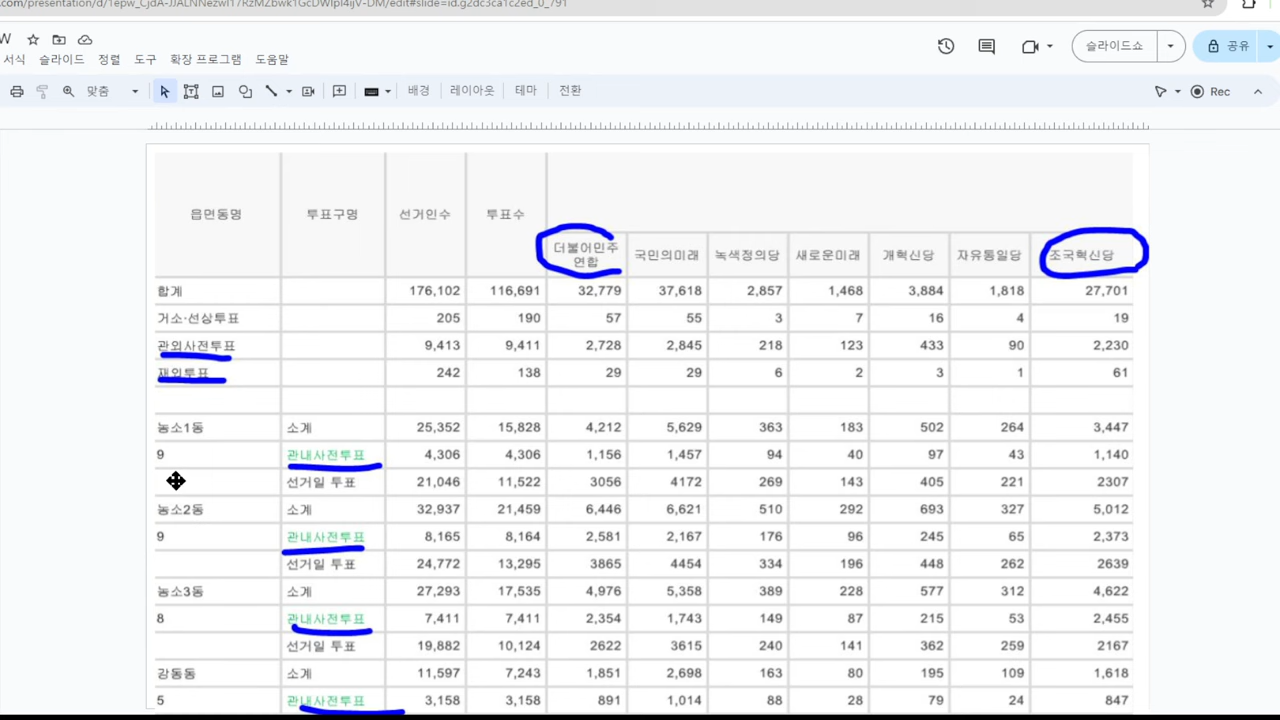 com/presentation/d/1epw_CjdA-JJALNNezwl17RzMZbwk1GcDWIpI4ijV-DM/edit#slide=id.g2dc3ca1c2ed_0_791
W
서식 슬라이드 정렬 도구 확장 프로그램 도움말 슬라이드쇼 공유
맞춤 배경 레이아웃 테마 전환 Rec
읍면동명 투표구명 선거인수 투표수
더불어민주연합 국민의미래 녹색정의당 새로운미래 개혁신당 자유통일당 조국혁신당
합계 176,102 116,691 32,779 37,618 2,857 1,468 3,884 1,818 27,701
거소·선상투표 205 190 57 55 3 7 16 4 19
관외사전투표 9,413 9,411 2,728 2,845 218 123 433 90 2,230
재외투표 242 138 29 29 6 2 3 1 61
농소1동 소계 25,352 15,828 4,212 5,629 363 183 502 264 3,447
9 관내사전투표 4,306 4,306 1,156 1,457 94 40 97 43 1,140
선거일 투표 21,046 11,522 3056 4172 269 143 405 221 2307
농소2동 소계 32,937 21,459 6,446 6,621 510 292 693 327 5,012
9 관내사전투표 8,165 8,164 2,581 2,167 176 96 245 65 2,373
선거일 투표 24,772 13,295 3865 4454 334 196 448 262 2639
농소3동 소계 27,293 17,535 4,976 5,358 389 228 577 312 4,622
8 관내사전투표 7,411 7,411 2,354 1,743 149 87 215 53 2,455
선거일 투표 19,882 10,124 2622 3615 240 141 362 259 2167
강동동 소계 11,597 7,243 1,851 2,698 163 80 195 109 1,618
5 관내사전투표 3,158 3,158 891 1,014 88 28 79 24 847